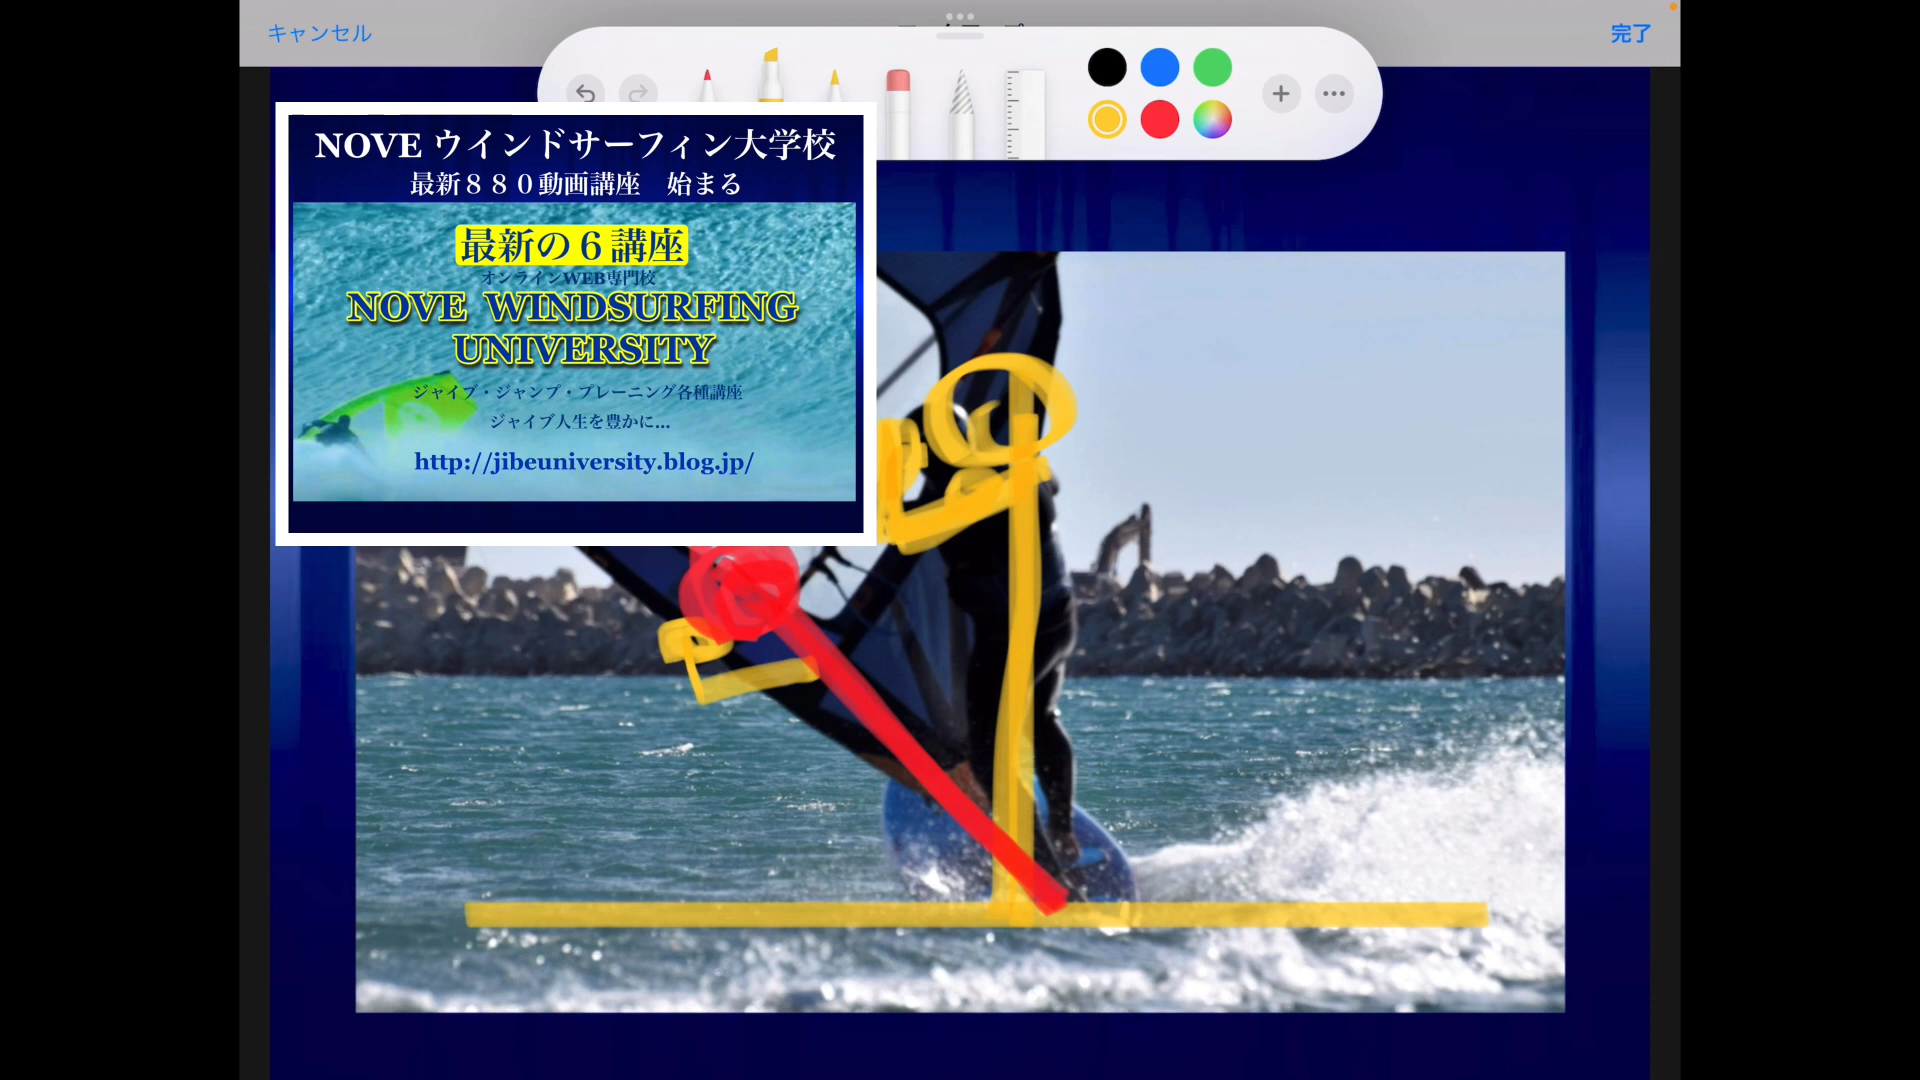 キャンセル
完了
NOVE ウインドサーフィン大学校
最新880動画講座 始まる
最新の6講座
オンラインWEB専門校
NOVE WINDSURFING
UNIVERSITY
ジャイブ・ジャンプ・プレーニング各種講座
ジャイブ人生を豊かに...
http://jibeuniversity.blog.jp/